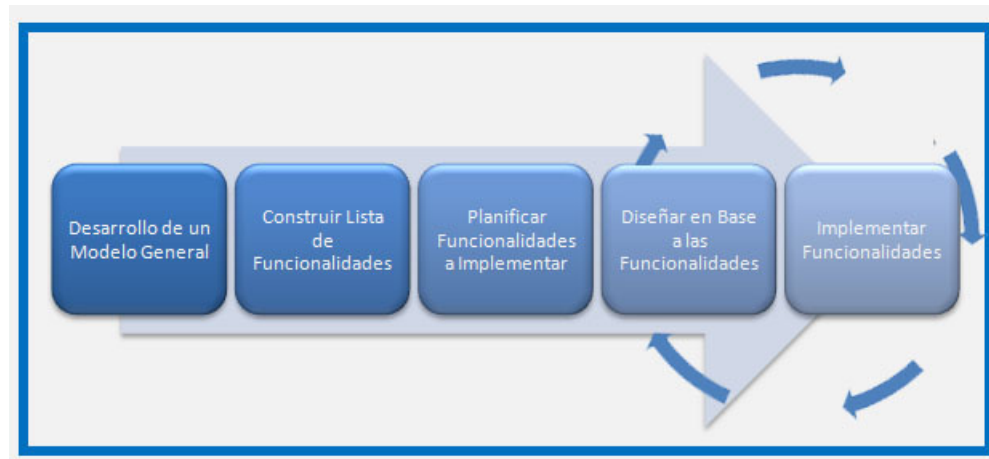 Desarrollo de un
Modelo General
Construir Lista
de
Funcionalidades
Planificar
Funcionalidades
a Implementar
Diseñar en Base
a las
Funcionalidades
Implementar
Funcionalidades